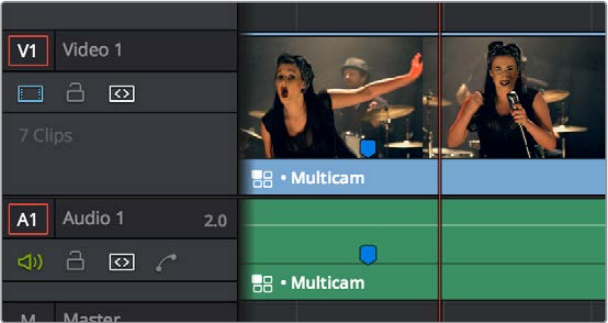 V1 Video 1
7 Clips
• Multicam
A1 Audio 1 2.0
• Multicam
M Master